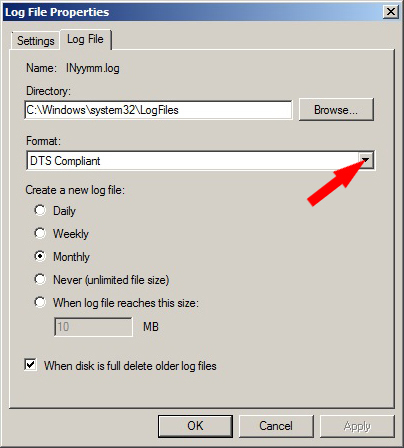 Log File Properties
Settings
Log File
Name: INyymm.log
Directory:
C:\Windows\system32\LogFiles
Browse...
Format:
DTS Compliant
Create a new log file:
Daily
Weekly
Monthly
Never (unlimited file size)
When log file reaches this size:
10 MB
When disk is full delete older log files
OK Cancel Apply